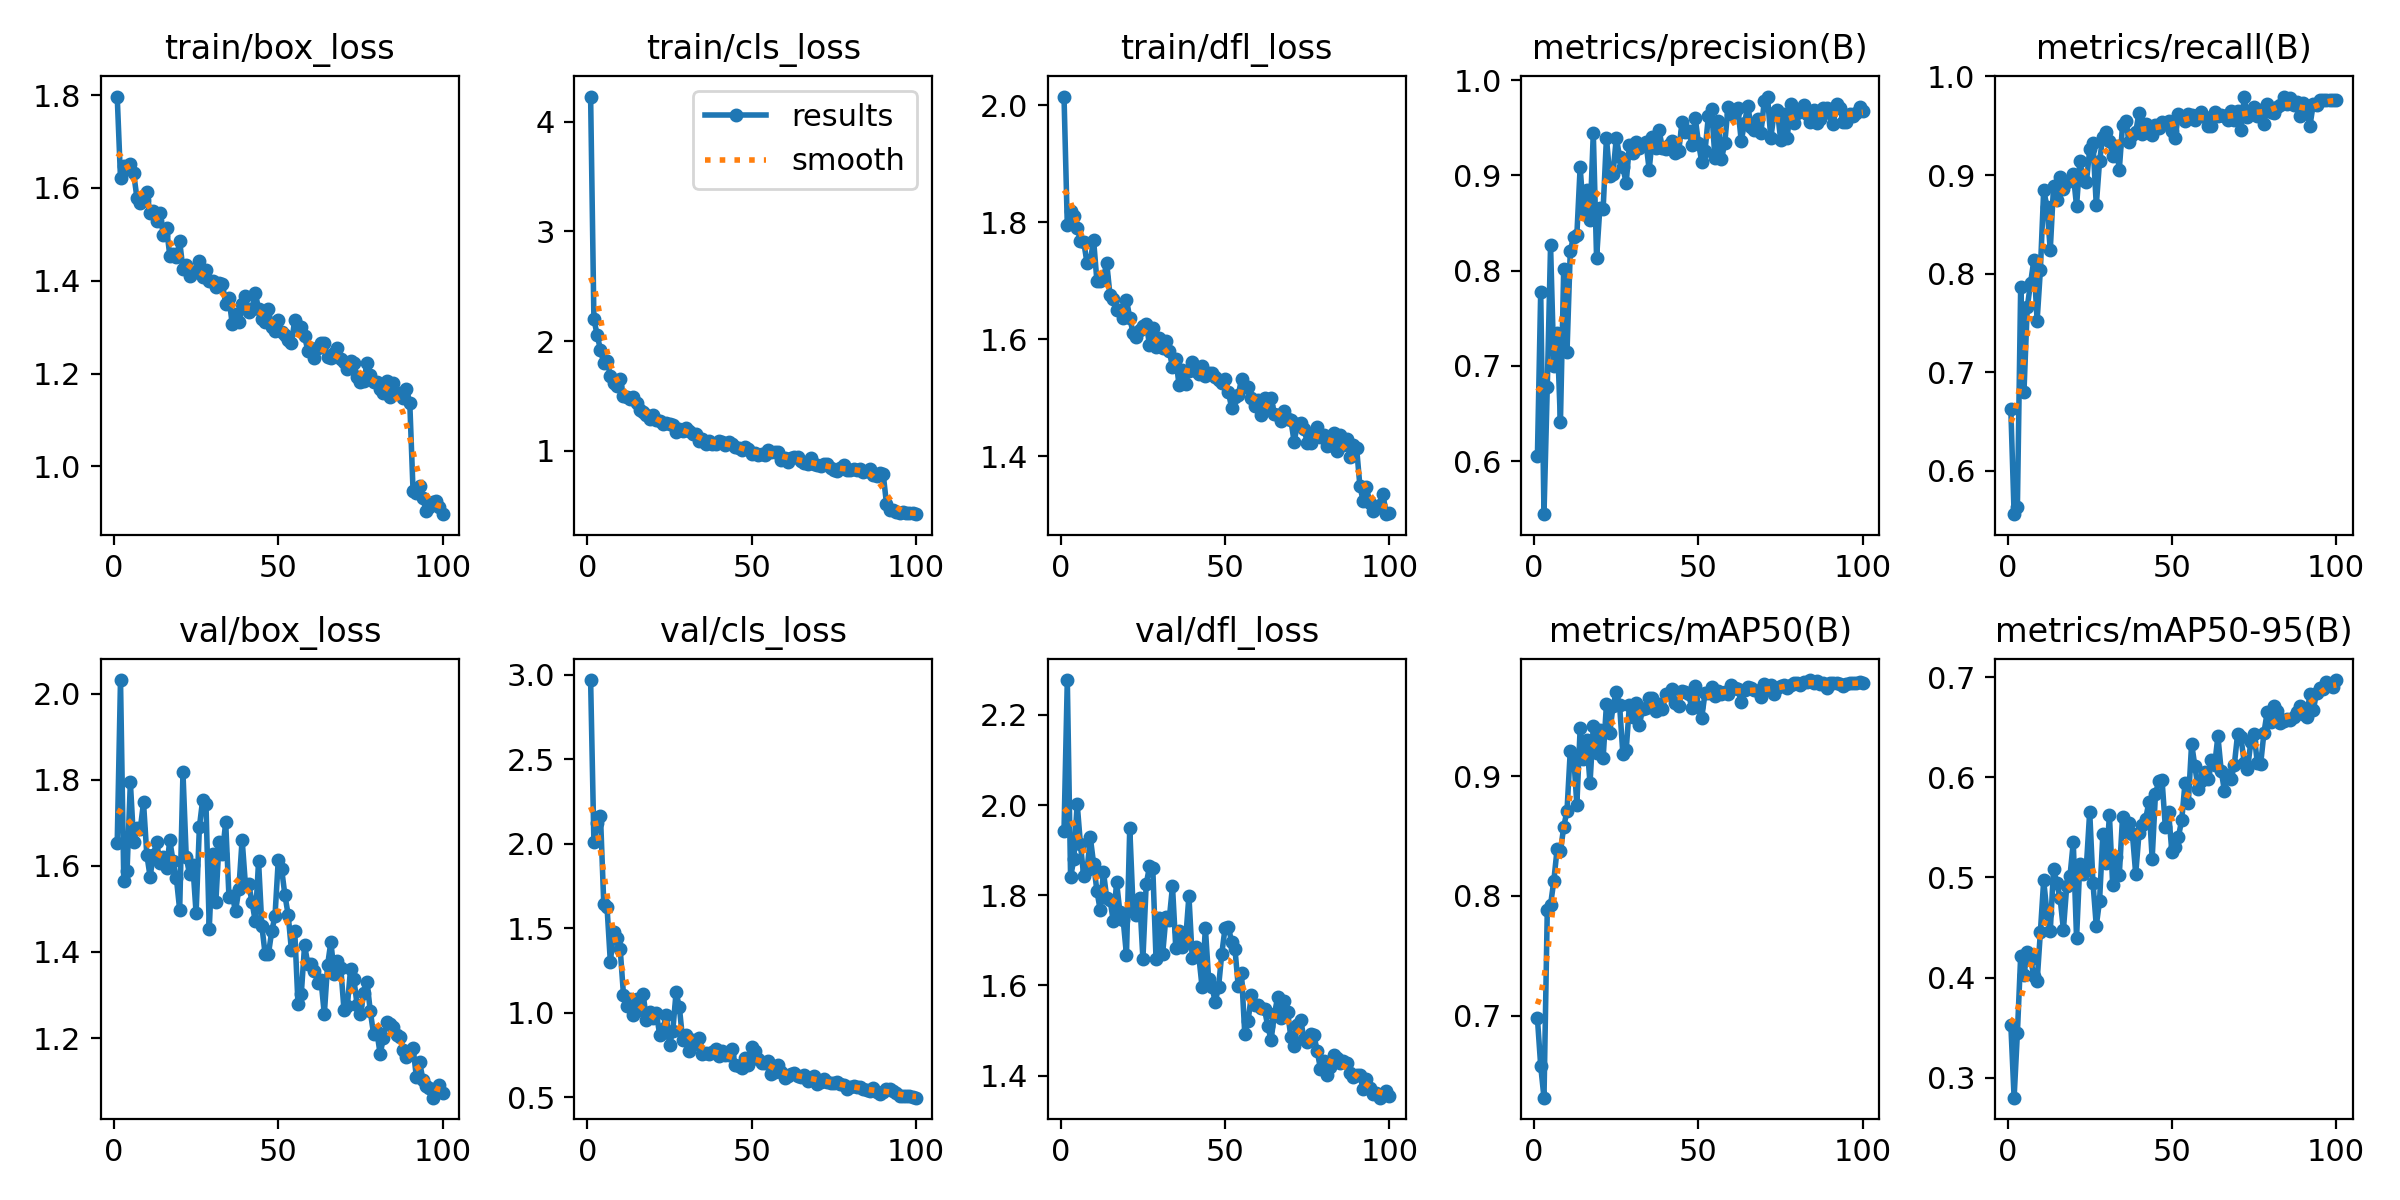 train/box_loss
1.8
1.6
1.4
1.2
1.0
0 50 100
train/cls_loss
results
smooth
4
3
2
1
0 50 100
train/dfl_loss
2.0
1.8
1.6
1.4
0 50 100
metrics/precision(B)
1.0
0.9
0.8
0.7
0.6
0 50 100
metrics/recall(B)
1.0
0.9
0.8
0.7
0.6
0 50 100
val/box_loss
2.0
1.8
1.6
1.4
1.2
0 50 100
val/cls_loss
3.0
2.5
2.0
1.5
1.0
0.5
0 50 100
val/dfl_loss
2.2
2.0
1.8
1.6
1.4
0 50 100
metrics/mAP50(B)
0.9
0.8
0.7
0 50 100
metrics/mAP50-95(B)
0.7
0.6
0.5
0.4
0.3
0 50 100